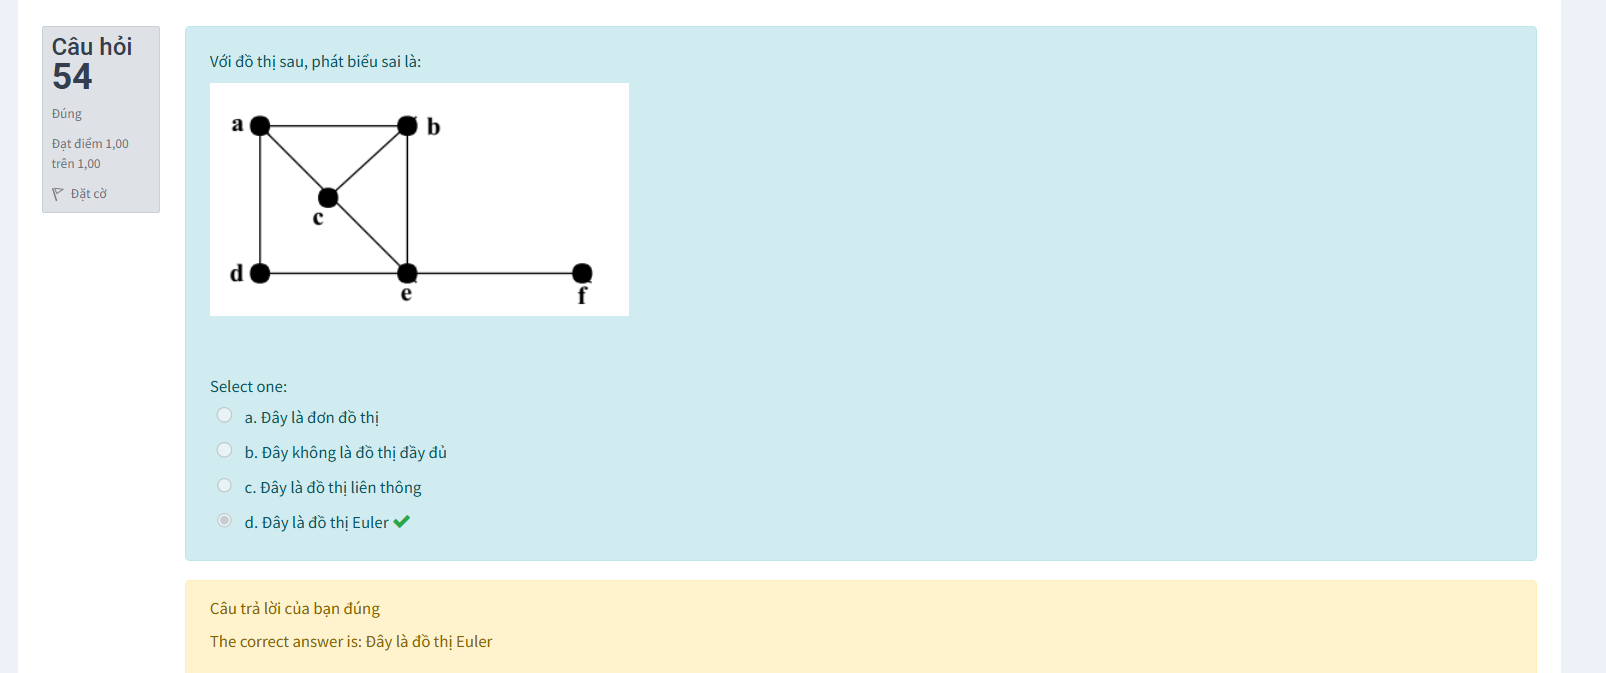 Câu hỏi
54
Đúng
Đạt điểm 1,00
trên 1,00
Đặt cờ
Với đồ thị sau, phát biểu sai là:
a
b
c
d
e
f
Select one:
a. Đây là đơn đồ thị
b. Đây không là đồ thị đầy đủ
c. Đây là đồ thị liên thông
d. Đây là đồ thị Euler
Câu trả lời của bạn đúng
The correct answer is: Đây là đồ thị Euler